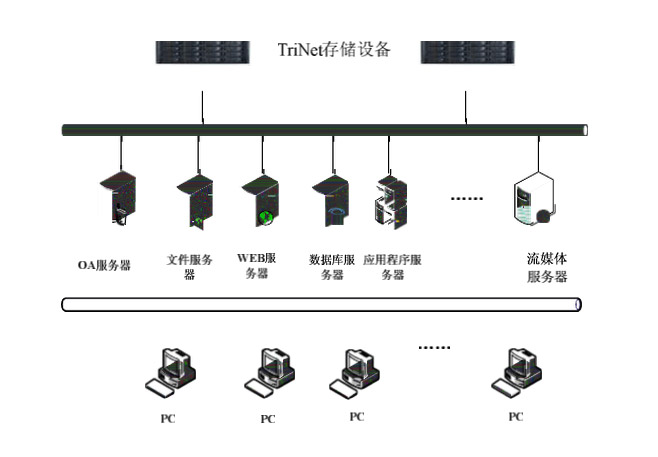 TriNet存储设备
……
OA服务器
文件服务
器
WEB服
务器
数据库服
务器
应用程序服
务器
流媒体
服务器
……
PC
PC
PC
PC